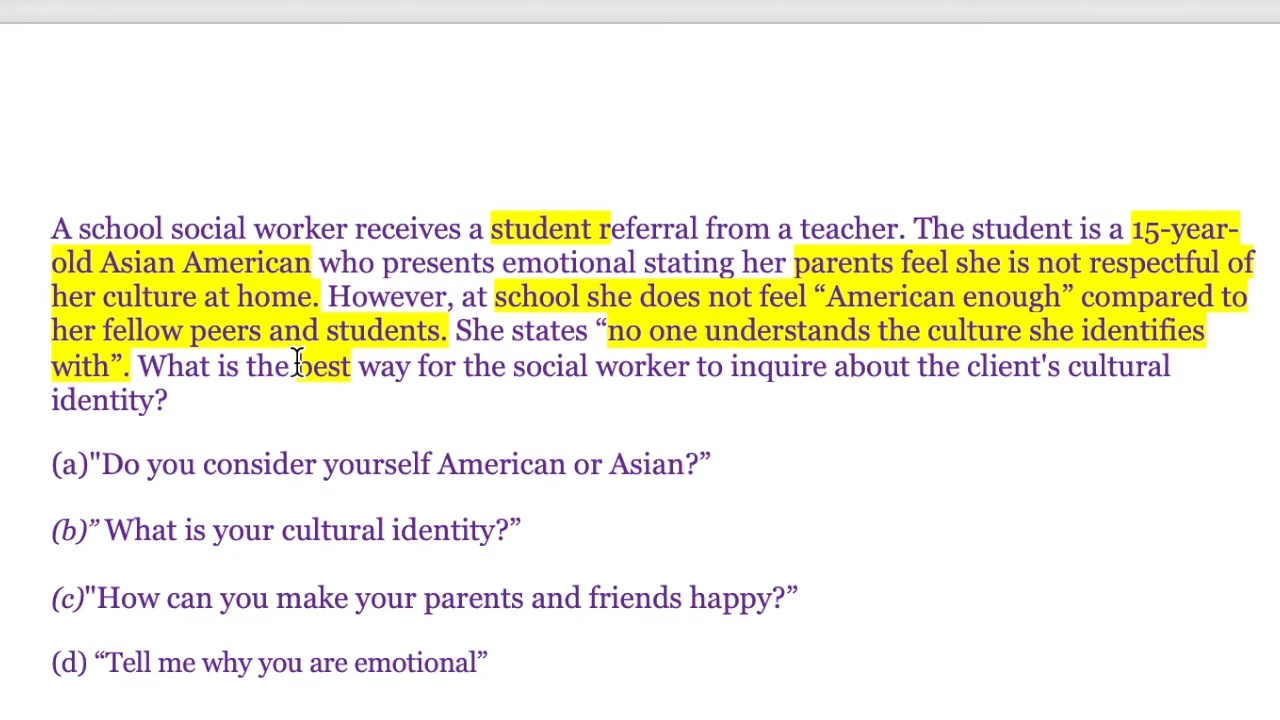 A school social worker receives a student referral from a teacher. The student is a 15-year-
old Asian American who presents emotional stating her parents feel she is not respectful of
her culture at home. However, at school she does not feel “American enough” compared to
her fellow peers and students. She states “no one understands the culture she identifies
with”. What is the best way for the social worker to inquire about the client's cultural
identity?
(a)"Do you consider yourself American or Asian?”
(b)” What is your cultural identity?”
(c)"How can you make your parents and friends happy?”
(d) “Tell me why you are emotional”